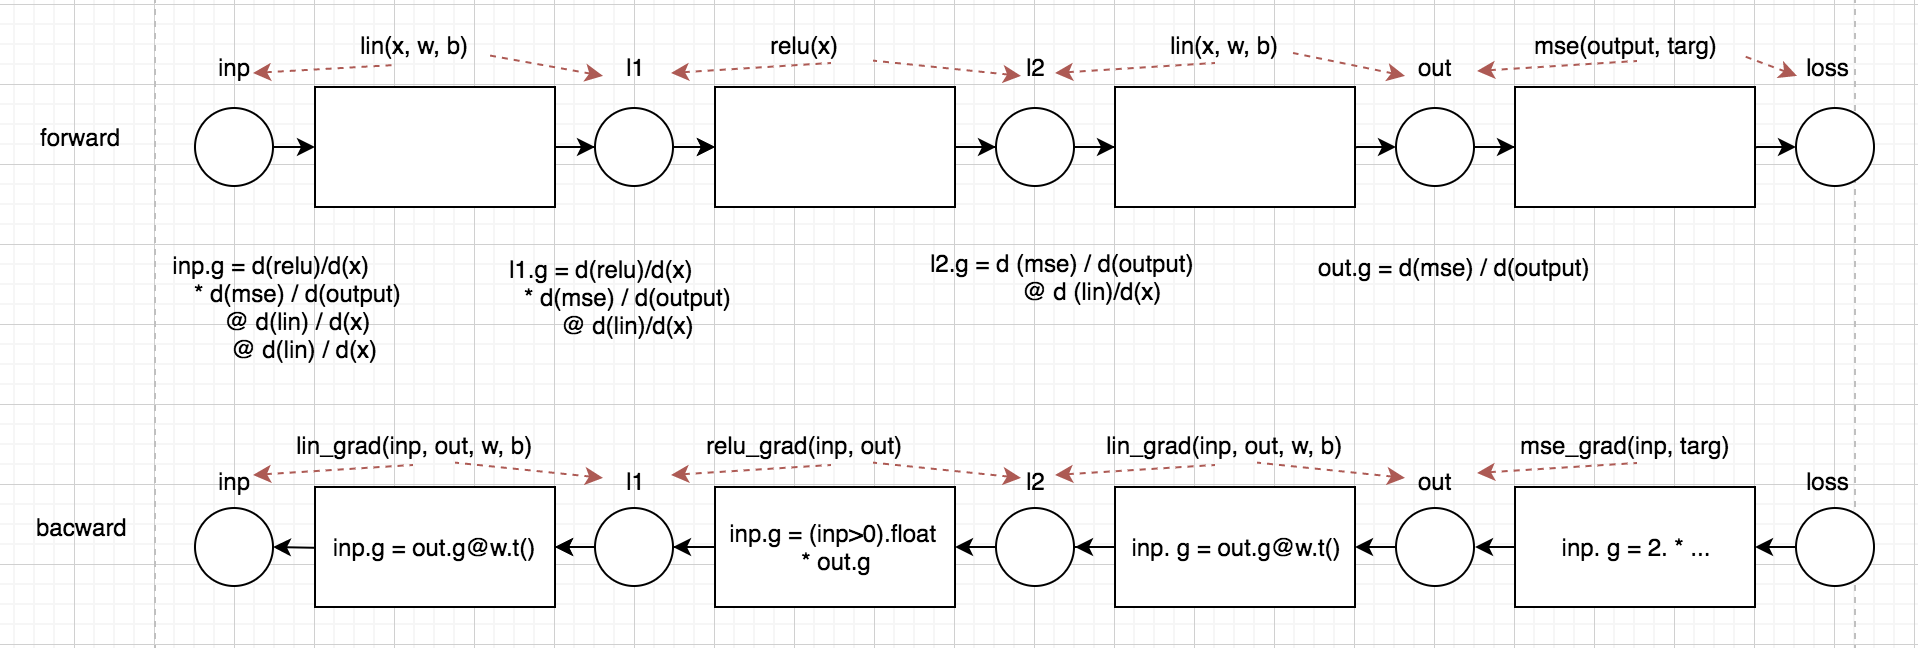 lin(x, w, b)
relu(x)
lin(x, w, b)
mse(output, targ)
inp
l1
l2
out
loss
forward
inp.g = d(relu)/d(x)
* d(mse) / d(output)
@ d(lin) / d(x)
@ d(lin) / d(x)
l1.g = d(relu)/d(x)
* d(mse) / d(output)
@ d(lin)/d(x)
l2.g = d (mse) / d(output)
@ d (lin)/d(x)
out.g = d(mse) / d(output)
lin_grad(inp, out, w, b)
relu_grad(inp, out)
lin_grad(inp, out, w, b)
mse_grad(inp, targ)
inp
l1
l2
out
loss
bacward
inp.g = out.g@w.t()
inp.g = (inp>0).float
* out.g
inp. g = out.g@w.t()
inp. g = 2. * ...